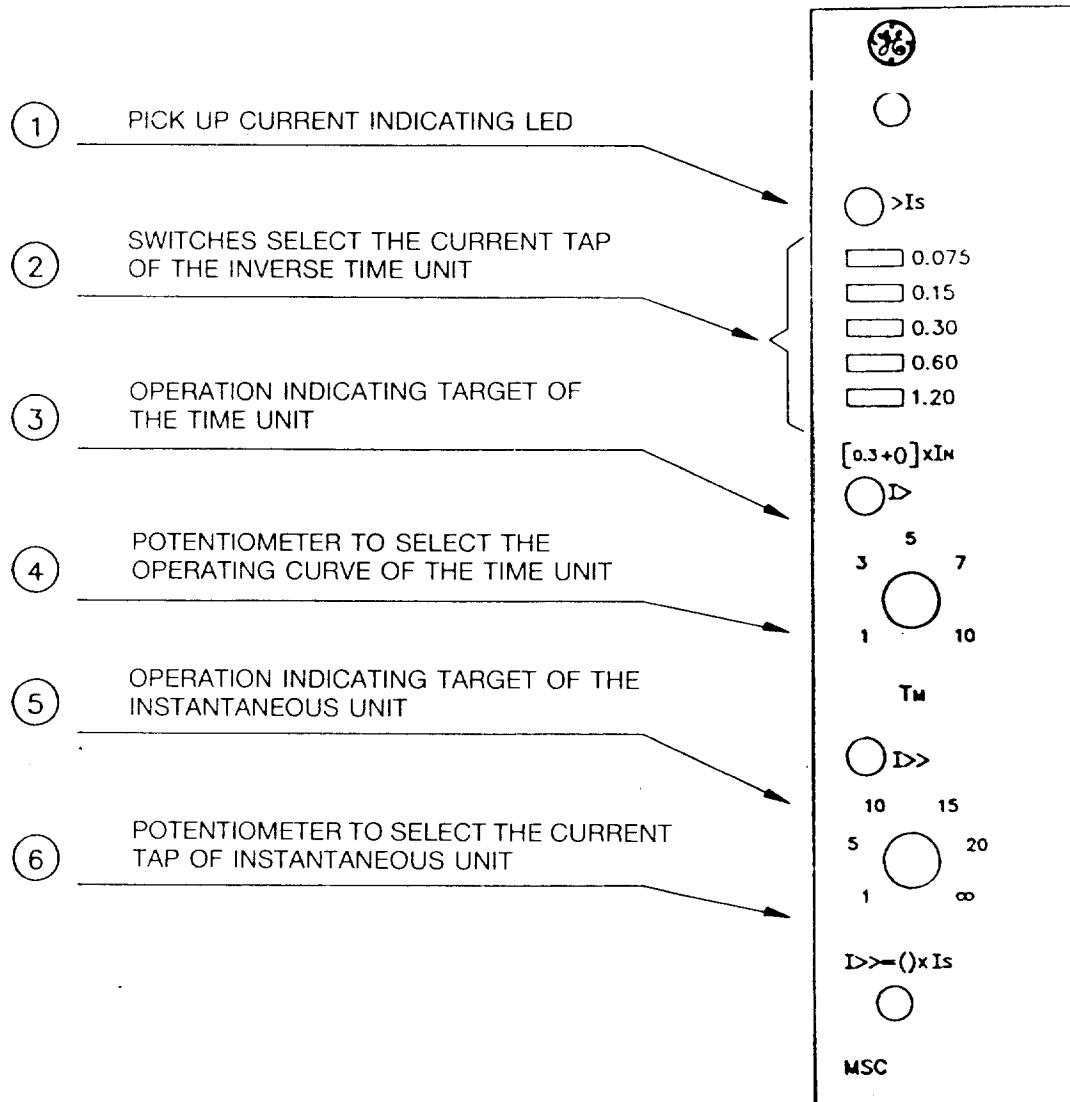 1 PICK UP CURRENT INDICATING LED
2 SWITCHES SELECT THE CURRENT TAP
OF THE INVERSE TIME UNIT
3 OPERATION INDICATING TARGET OF
THE TIME UNIT
4 POTENTIOMETER TO SELECT THE
OPERATING CURVE OF THE TIME UNIT
5 OPERATION INDICATING TARGET OF THE
INSTANTANEOUS UNIT
6 POTENTIOMETER TO SELECT THE CURRENT
TAP OF INSTANTANEOUS UNIT
GE
>Is
0.075
0.15
0.30
0.60
1.20
[0.3+()]xIN
I>
5
3 7
1 10
TM
I>>
10 15
5 20
1 ∞
I>>=()xIs
MSC